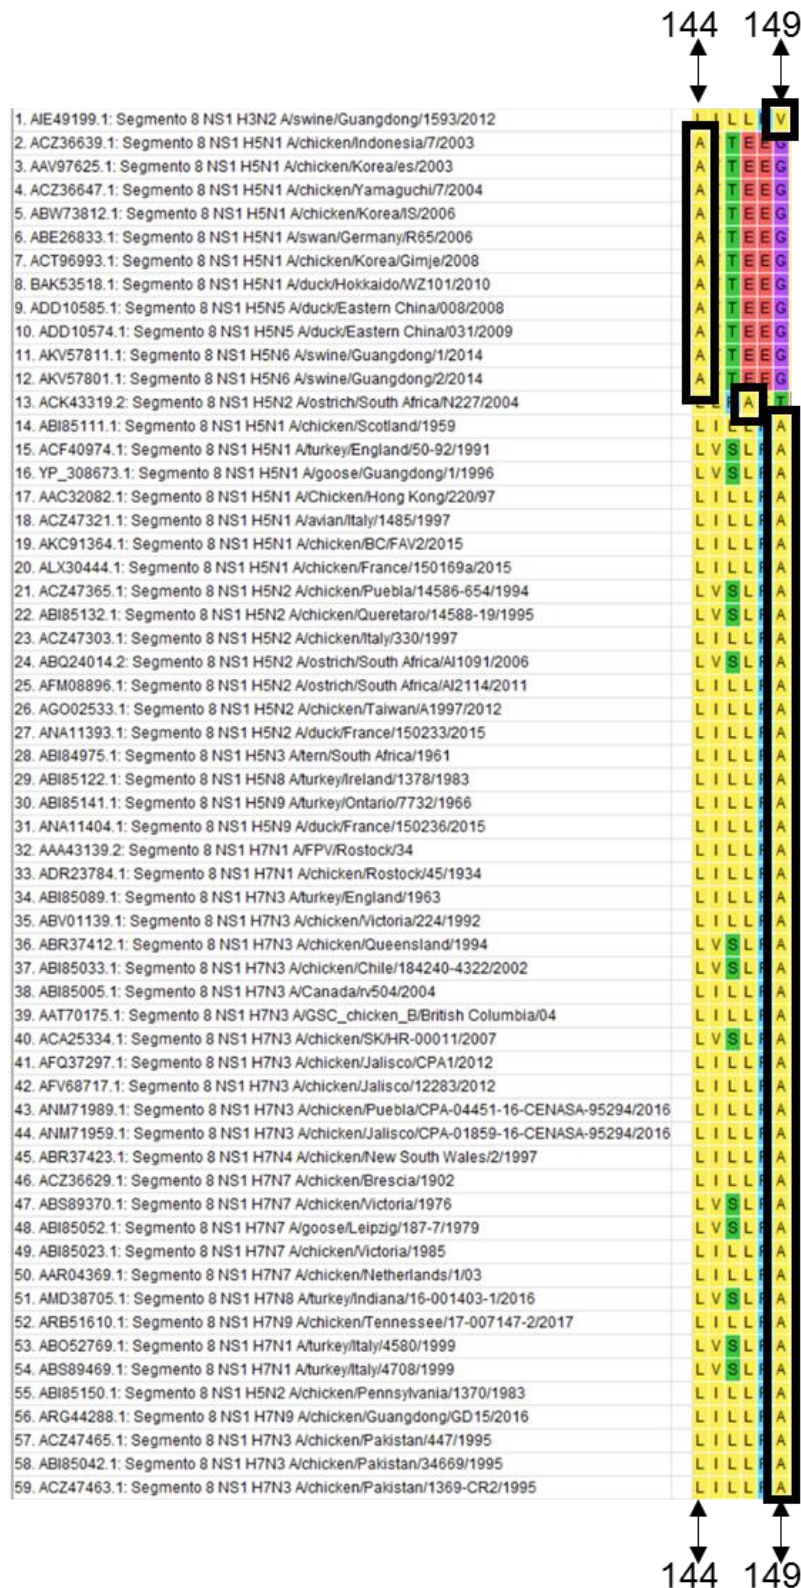 144 149
1. AIE49199.1: Segmento 8 NS1 H3N2 A/swine/Guangdong/1593/2012 I L L V
2. ACZ36639.1: Segmento 8 NS1 H5N1 A/chicken/Indonesia/7/2003 A T E E G
3. AAV97625.1: Segmento 8 NS1 H5N1 A/chicken/Korea/es/2003 A T E E G
4. ACZ36647.1: Segmento 8 NS1 H5N1 A/chicken/Yamaguchi/7/2004 A T E E G
5. ABW73812.1: Segmento 8 NS1 H5N1 A/chicken/Korea/IS/2006 A T E E G
6. ABE26833.1: Segmento 8 NS1 H5N1 A/swan/Germany/R65/2006 A T E E G
7. ACT96993.1: Segmento 8 NS1 H5N1 A/chicken/Korea/Gimje/2008 A T E E G
8. BAK53518.1: Segmento 8 NS1 H5N1 A/duck/Hokkaido/WZ101/2010 A T E E G
9. ADD10585.1: Segmento 8 NS1 H5N5 A/duck/Eastern China/008/2008 A T E E G
10. ADD10574.1: Segmento 8 NS1 H5N5 A/duck/Eastern China/031/2009 A T E E G
11. AKV57811.1: Segmento 8 NS1 H5N6 A/swine/Guangdong/1/2014 A T E E G
12. AKV57801.1: Segmento 8 NS1 H5N6 A/swine/Guangdong/2/2014 A T E E G
13. ACK43319.2: Segmento 8 NS1 H5N2 A/ostrich/South Africa/N227/2004 A T
14. ABI85111.1: Segmento 8 NS1 H5N1 A/chicken/Scotland/1959 L I L L A
15. ACF40974.1: Segmento 8 NS1 H5N1 A/turkey/England/50-92/1991 L V S L A
16. YP_308673.1: Segmento 8 NS1 H5N1 A/goose/Guangdong/1/1996 L V S L A
17. AAC32082.1: Segmento 8 NS1 H5N1 A/Chicken/Hong Kong/220/97 L I L L A
18. ACZ47321.1: Segmento 8 NS1 H5N1 A/avian/Italy/1485/1997 L I L L A
19. AKC91364.1: Segmento 8 NS1 H5N1 A/chicken/BC/FAV2/2015 L I L L A
20. ALX30444.1: Segmento 8 NS1 H5N1 A/chicken/France/150169a/2015 L I L L A
21. ACZ47365.1: Segmento 8 NS1 H5N2 A/chicken/Puebla/14586-654/1994 L V S L A
22. ABI85132.1: Segmento 8 NS1 H5N2 A/chicken/Queretaro/14588-19/1995 L V S L A
23. ACZ47303.1: Segmento 8 NS1 H5N2 A/chicken/Italy/330/1997 L I L L A
24. ABQ24014.2: Segmento 8 NS1 H5N2 A/ostrich/South Africa/AI1091/2006 L V S L A
25. AFM08896.1: Segmento 8 NS1 H5N2 A/ostrich/South Africa/AI2114/2011 L I L L A
26. AGO02533.1: Segmento 8 NS1 H5N2 A/chicken/Taiwan/A1997/2012 L I L L A
27. ANA11393.1: Segmento 8 NS1 H5N2 A/duck/France/150233/2015 L I L L A
28. ABI84975.1: Segmento 8 NS1 H5N3 A/tern/South Africa/1961 L I L L A
29. ABI85122.1: Segmento 8 NS1 H5N8 A/turkey/Ireland/1378/1983 L I L L A
30. ABI85141.1: Segmento 8 NS1 H5N9 A/turkey/Ontario/7732/1966 L I L L A
31. ANA11404.1: Segmento 8 NS1 H5N9 A/duck/France/150236/2015 L I L L A
32. AAA43139.2: Segmento 8 NS1 H7N1 A/FPV/Rostock/34 L I L L A
33. ADR23784.1: Segmento 8 NS1 H7N1 A/chicken/Rostock/45/1934 L I L L A
34. ABI85089.1: Segmento 8 NS1 H7N3 A/turkey/England/1963 L I L L A
35. ABV01139.1: Segmento 8 NS1 H7N3 A/chicken/Victoria/224/1992 L I L L A
36. ABR37412.1: Segmento 8 NS1 H7N3 A/chicken/Queensland/1994 L V S L A
37. ABI85033.1: Segmento 8 NS1 H7N3 A/chicken/Chile/184240-4322/2002 L V S L A
38. ABI85005.1: Segmento 8 NS1 H7N3 A/Canada/rv504/2004 L I L L A
39. AAT70175.1: Segmento 8 NS1 H7N3 A/GSC_chicken_B/British Columbia/04 L I L L A
40. ACA25334.1: Segmento 8 NS1 H7N3 A/chicken/SK/HR-00011/2007 L V S L A
41. AFQ37297.1: Segmento 8 NS1 H7N3 A/chicken/Jalisco/CPA1/2012 L I L L A
42. AFV68717.1: Segmento 8 NS1 H7N3 A/chicken/Jalisco/12283/2012 L I L L A
43. ANM71989.1: Segmento 8 NS1 H7N3 A/chicken/Puebla/CPA-04451-16-CENASA-95294/2016 L I L L A
44. ANM71959.1: Segmento 8 NS1 H7N3 A/chicken/Jalisco/CPA-01859-16-CENASA-95294/2016 L I L L A
45. ABR37423.1: Segmento 8 NS1 H7N4 A/chicken/New South Wales/2/1997 L I L L A
46. ACZ36629.1: Segmento 8 NS1 H7N7 A/chicken/Brescia/1902 L I L L A
47. ABS89370.1: Segmento 8 NS1 H7N7 A/chicken/Victoria/1976 L V S L A
48. ABI85052.1: Segmento 8 NS1 H7N7 A/goose/Leipzig/187-7/1979 L V S L A
49. ABI85023.1: Segmento 8 NS1 H7N7 A/chicken/Victoria/1985 L I L L A
50. AAR04369.1: Segmento 8 NS1 H7N7 A/chicken/Netherlands/1/03 L I L L A
51. AMD38705.1: Segmento 8 NS1 H7N8 A/turkey/Indiana/16-001403-1/2016 L V S L A
52. ARB51610.1: Segmento 8 NS1 H7N9 A/chicken/Tennessee/17-007147-2/2017 L I L L A
53. ABO52769.1: Segmento 8 NS1 H7N1 A/turkey/Italy/4580/1999 L V S L A
54. ABS89469.1: Segmento 8 NS1 H7N1 A/turkey/Italy/4708/1999 L V S L A
55. ABI85150.1: Segmento 8 NS1 H5N2 A/chicken/Pennsylvania/1370/1983 L I L L A
56. ARG44288.1: Segmento 8 NS1 H7N9 A/chicken/Guangdong/GD15/2016 L I L L A
57. ACZ47465.1: Segmento 8 NS1 H7N3 A/chicken/Pakistan/447/1995 L I L L A
58. ABI85042.1: Segmento 8 NS1 H7N3 A/chicken/Pakistan/34669/1995 L I L L A
59. ACZ47463.1: Segmento 8 NS1 H7N3 A/chicken/Pakistan/1369-CR2/1995 L I L L A
144 149